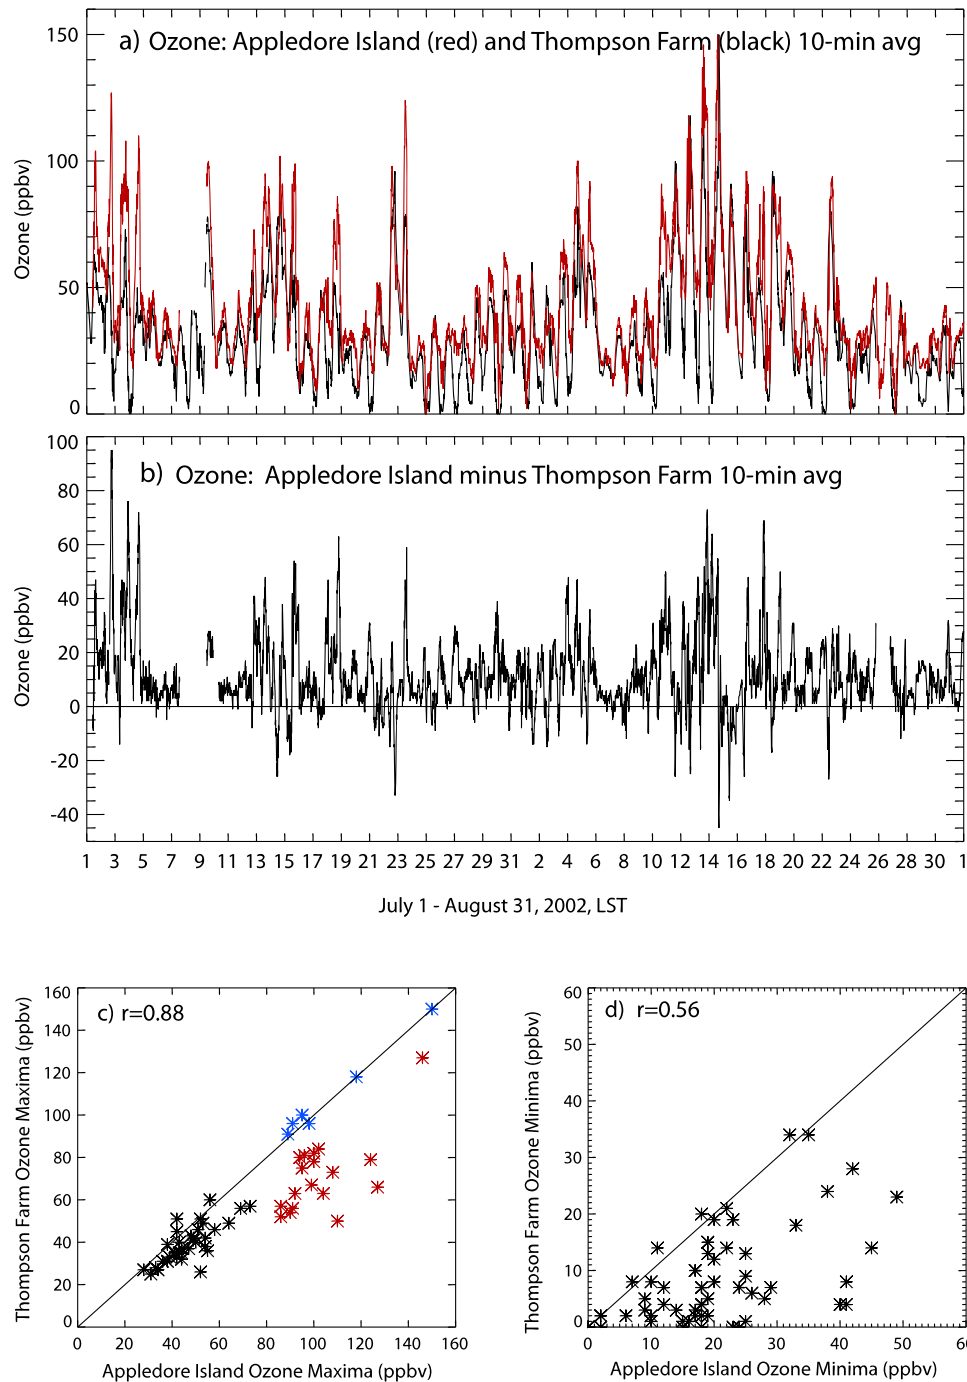 a) Ozone: Appledore Island (red) and Thompson Farm (black) 10-min avg
150
100
50
0
Ozone (ppbv)
b) Ozone: Appledore Island minus Thompson Farm 10-min avg
100
80
60
40
20
0
-20
-40
Ozone (ppbv)
1 3 5 7 9 11 13 15 17 19 21 23 25 27 29 31 2 4 6 8 10 12 14 16 18 20 22 24 26 28 30 1
July 1 - August 31, 2002, LST
c) r=0.88
160
140
120
100
80
60
40
20
0
Thompson Farm Ozone Maxima (ppbv)
0 20 40 60 80 100 120 140 160
Appledore Island Ozone Maxima (ppbv)
d) r=0.56
60
50
40
30
20
10
0
Thompson Farm Ozone Minima (ppbv)
0 10 20 30 40 50 60
Appledore Island Ozone Minima (ppbv)